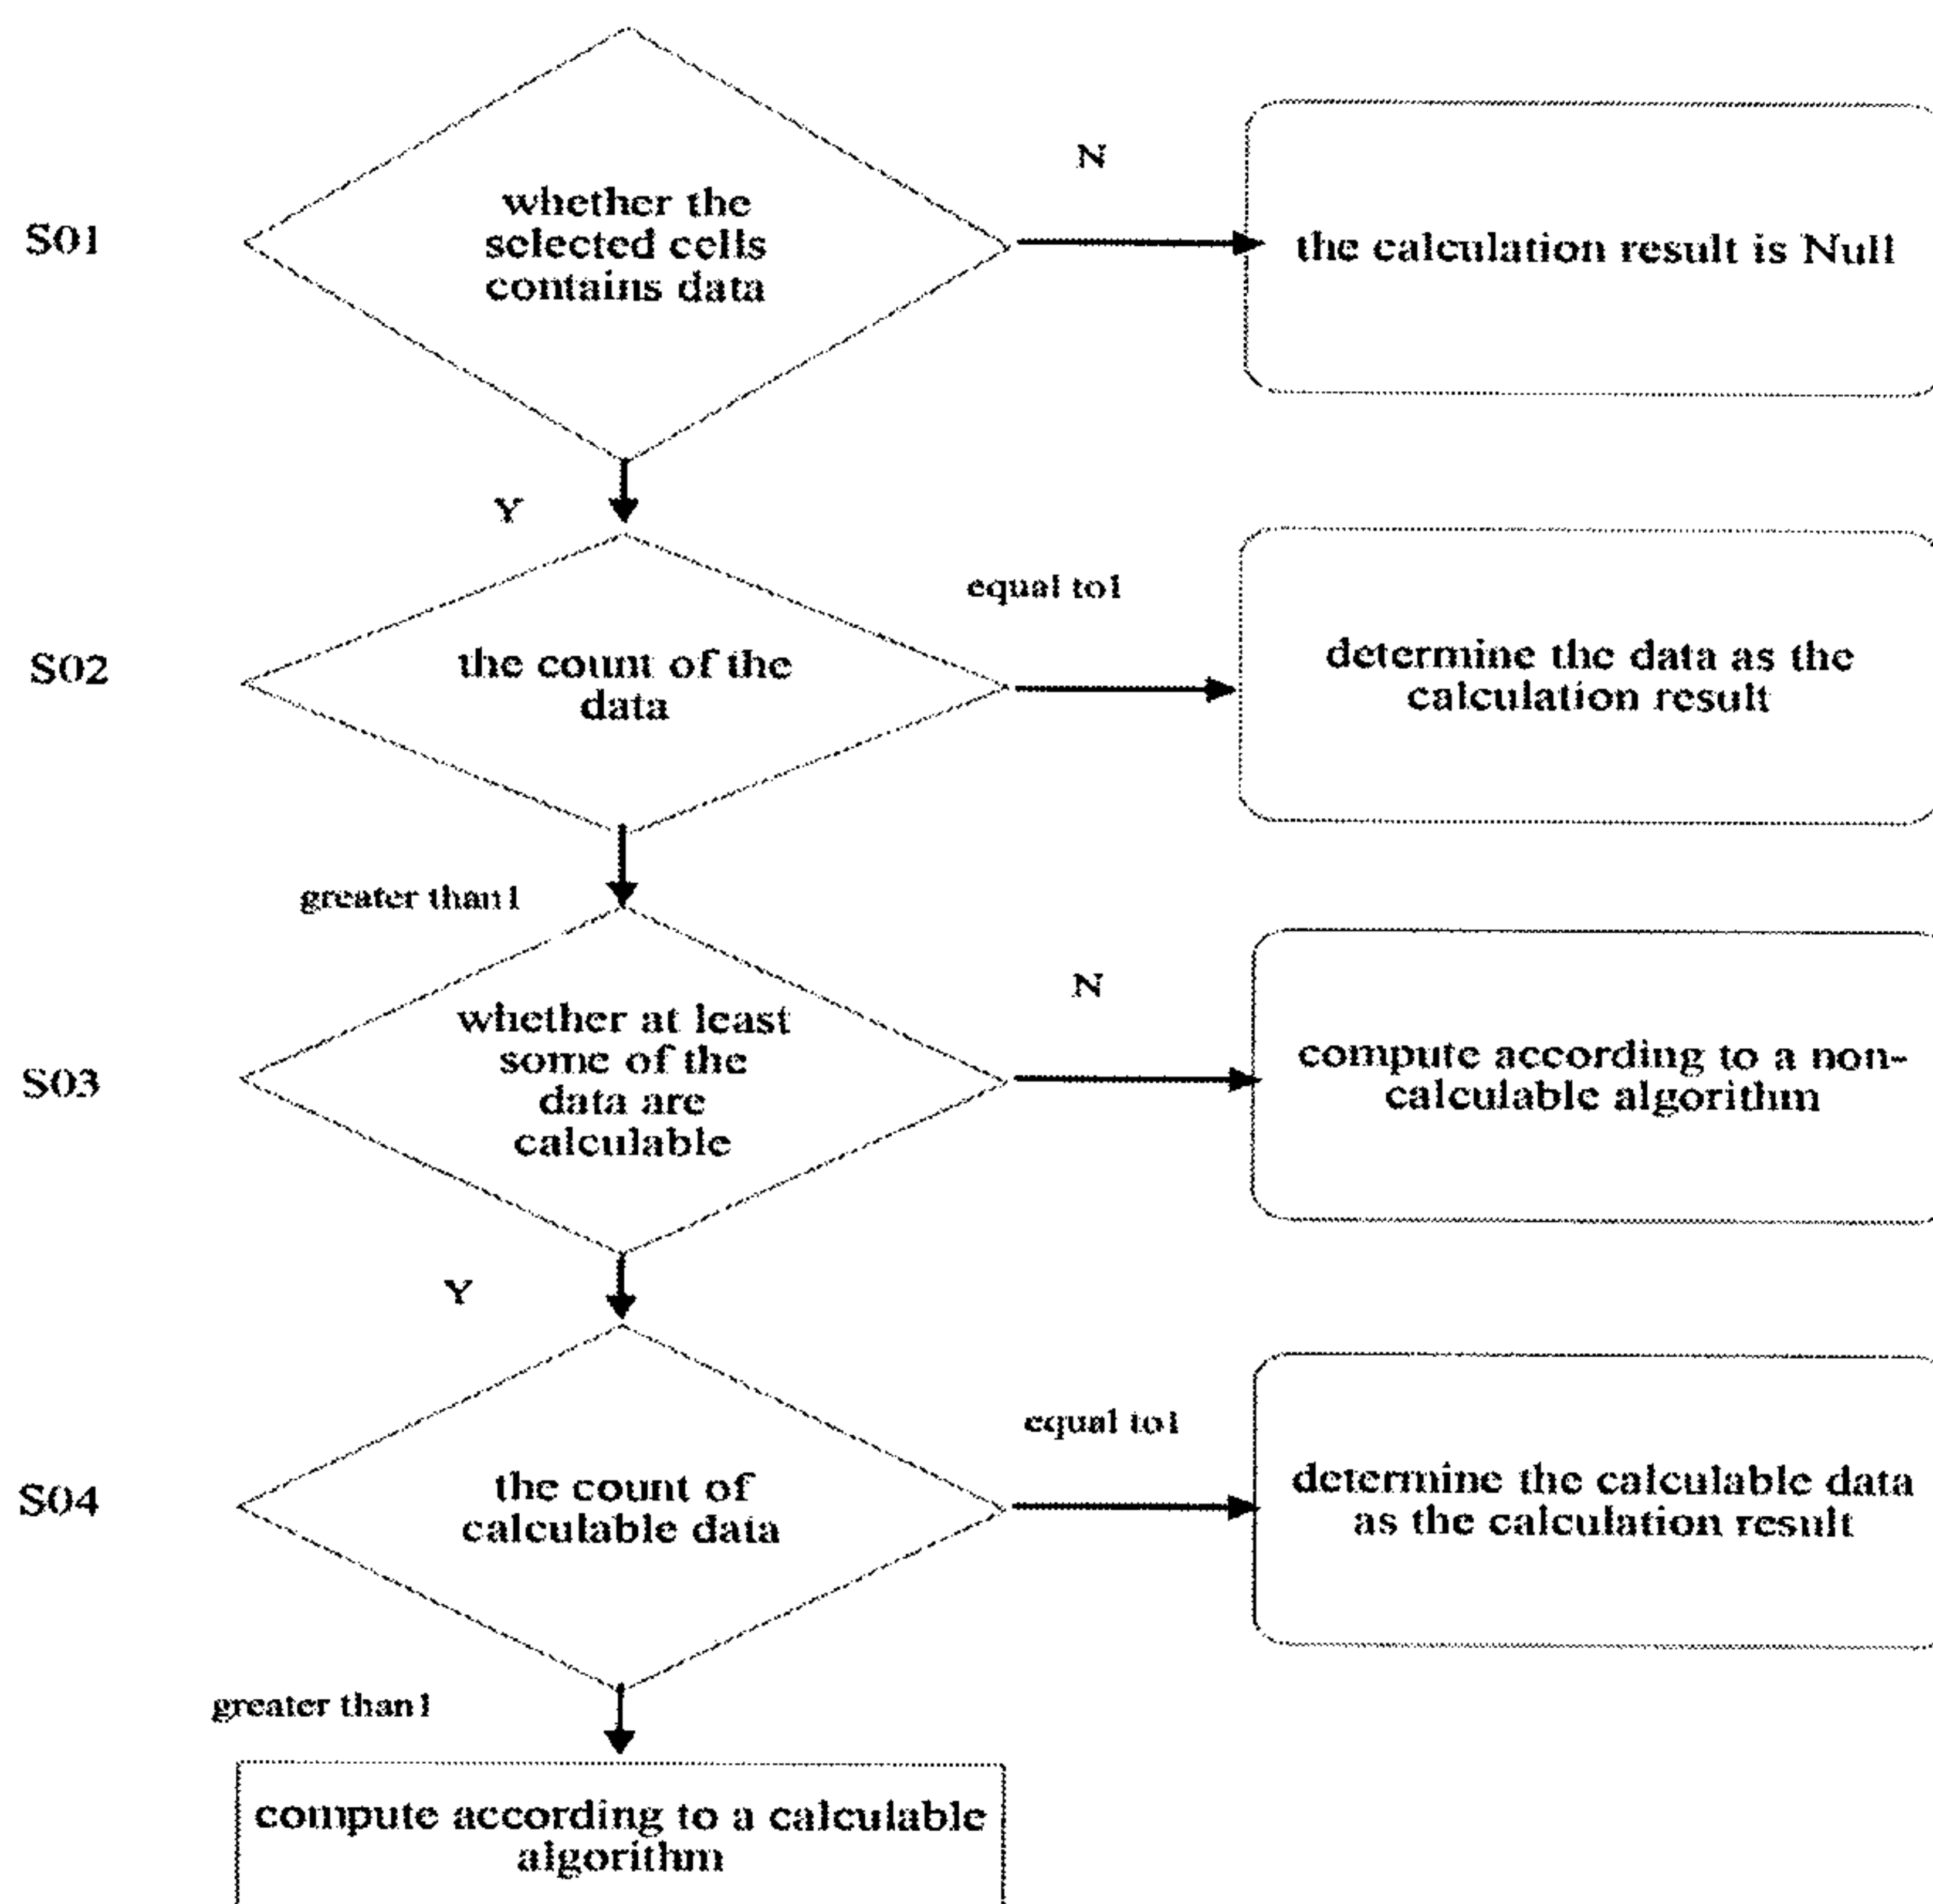 S01
whether the
selected cells
contains data
N
the calculation result is Null
Y
S02
the count of the
data
equal to1
determine the data as the
calculation result
greater than1
S03
whether at least
some of the
data are
calculable
N
compute according to a non-
calculable algorithm
Y
S04
the count of
calculable data
equal to1
determine the calculable data
as the calculation result
greater than1
compute according to a calculable
algorithm